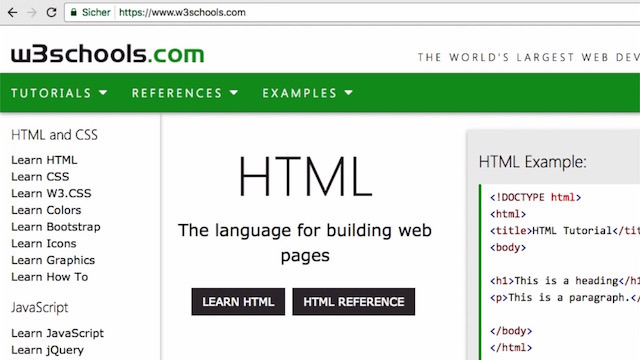 Sicher https://www.w3schools.com
w3schools.com
THE WORLD'S LARGEST WEB DEV
TUTORIALS REFERENCES EXAMPLES
HTML and CSS
Learn HTML
Learn CSS
Learn W3.CSS
Learn Colors
Learn Bootstrap
Learn Icons
Learn Graphics
Learn How To
JavaScript
Learn JavaScript
Learn jQuery
HTML
The language for building web
pages
LEARN HTML HTML REFERENCE
HTML Example:
<!DOCTYPE html>
<html>
<title>HTML Tutorial</tit
<body>
<h1>This is a heading</h1
<p>This is a paragraph.</
</body>
</html>